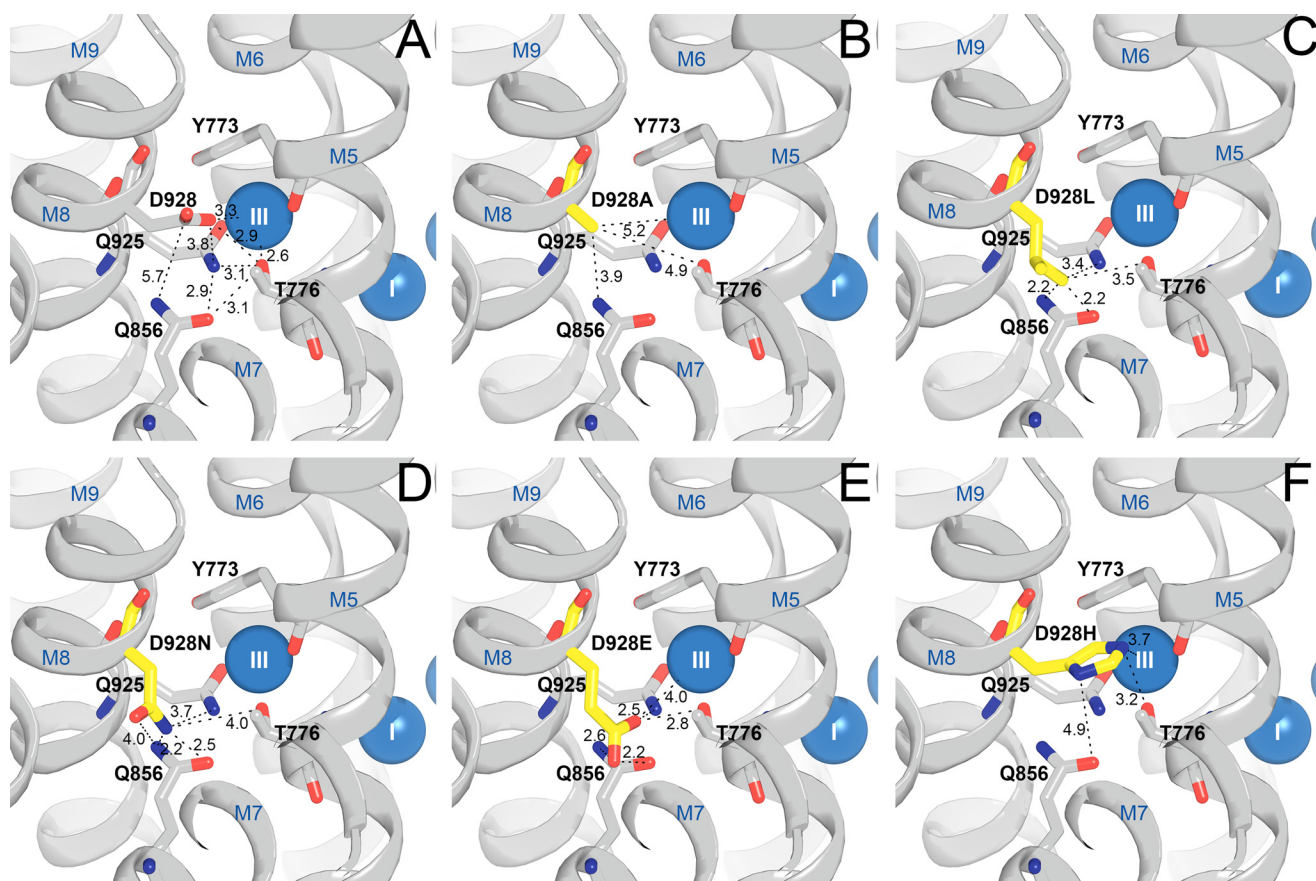 A
M9
M6
Y773
M5
D928
3.3
III
M8
2.9
Q925
3.8
2.6
5.7
3.1
T776
I
2.9
3.1
Q856
M7
B
M9
M6
Y773
M5
D928A
III
M8
5.2
Q925
3.9
4.9
T776
I
Q856
M7
C
M9
M6
Y773
M5
D928L
III
M8
Q925
3.4
3.5
T776
I
2.2
2.2
Q856
M7
D
M9
M6
Y773
M5
D928N
III
M8
Q925
3.7
4.0
T776
I
4.0
2.2
2.5
Q856
M7
E
M9
M6
Y773
M5
D928E
III
M8
Q925
4.0
2.5
2.8
T776
I
2.6
2.2
Q856
M7
F
M9
M6
Y773
M5
D928H
3.7
III
M8
Q925
3.2
T776
I
4.9
Q856
M7